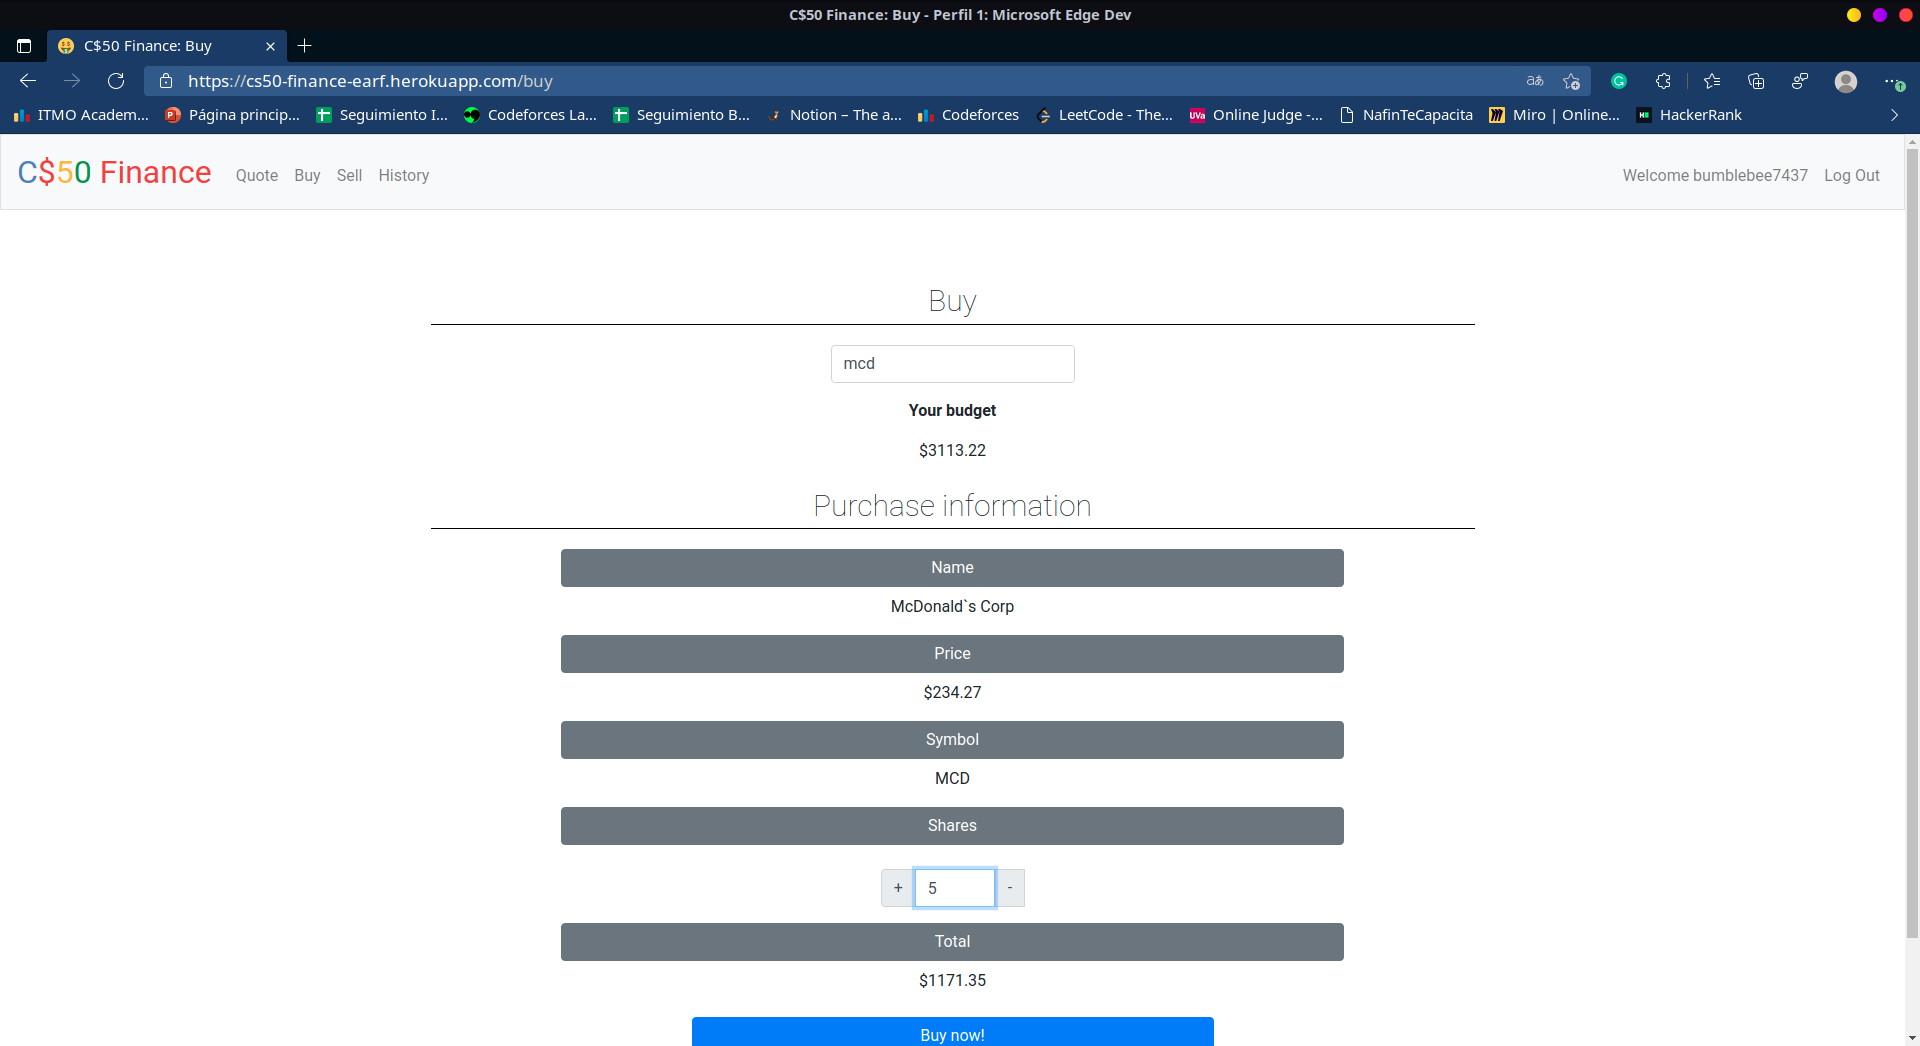 C$50 Finance: Buy - Perfil 1: Microsoft Edge Dev
C$50 Finance: Buy
https://cs50-finance-earf.herokuapp.com/buy
ITMO Academ... Página princip... Seguimiento I... Codeforces La... Seguimiento B... Notion – The a... Codeforces LeetCode - The... Online Judge -... NafinTeCapacita Miro | Online... HackerRank
C$50 Finance Quote Buy Sell History Welcome bumblebee7437 Log Out
Buy
mcd
Your budget
$3113.22
Purchase information
Name
McDonald`s Corp
Price
$234.27
Symbol
MCD
Shares
+ 5 -
Total
$1171.35
Buy now!